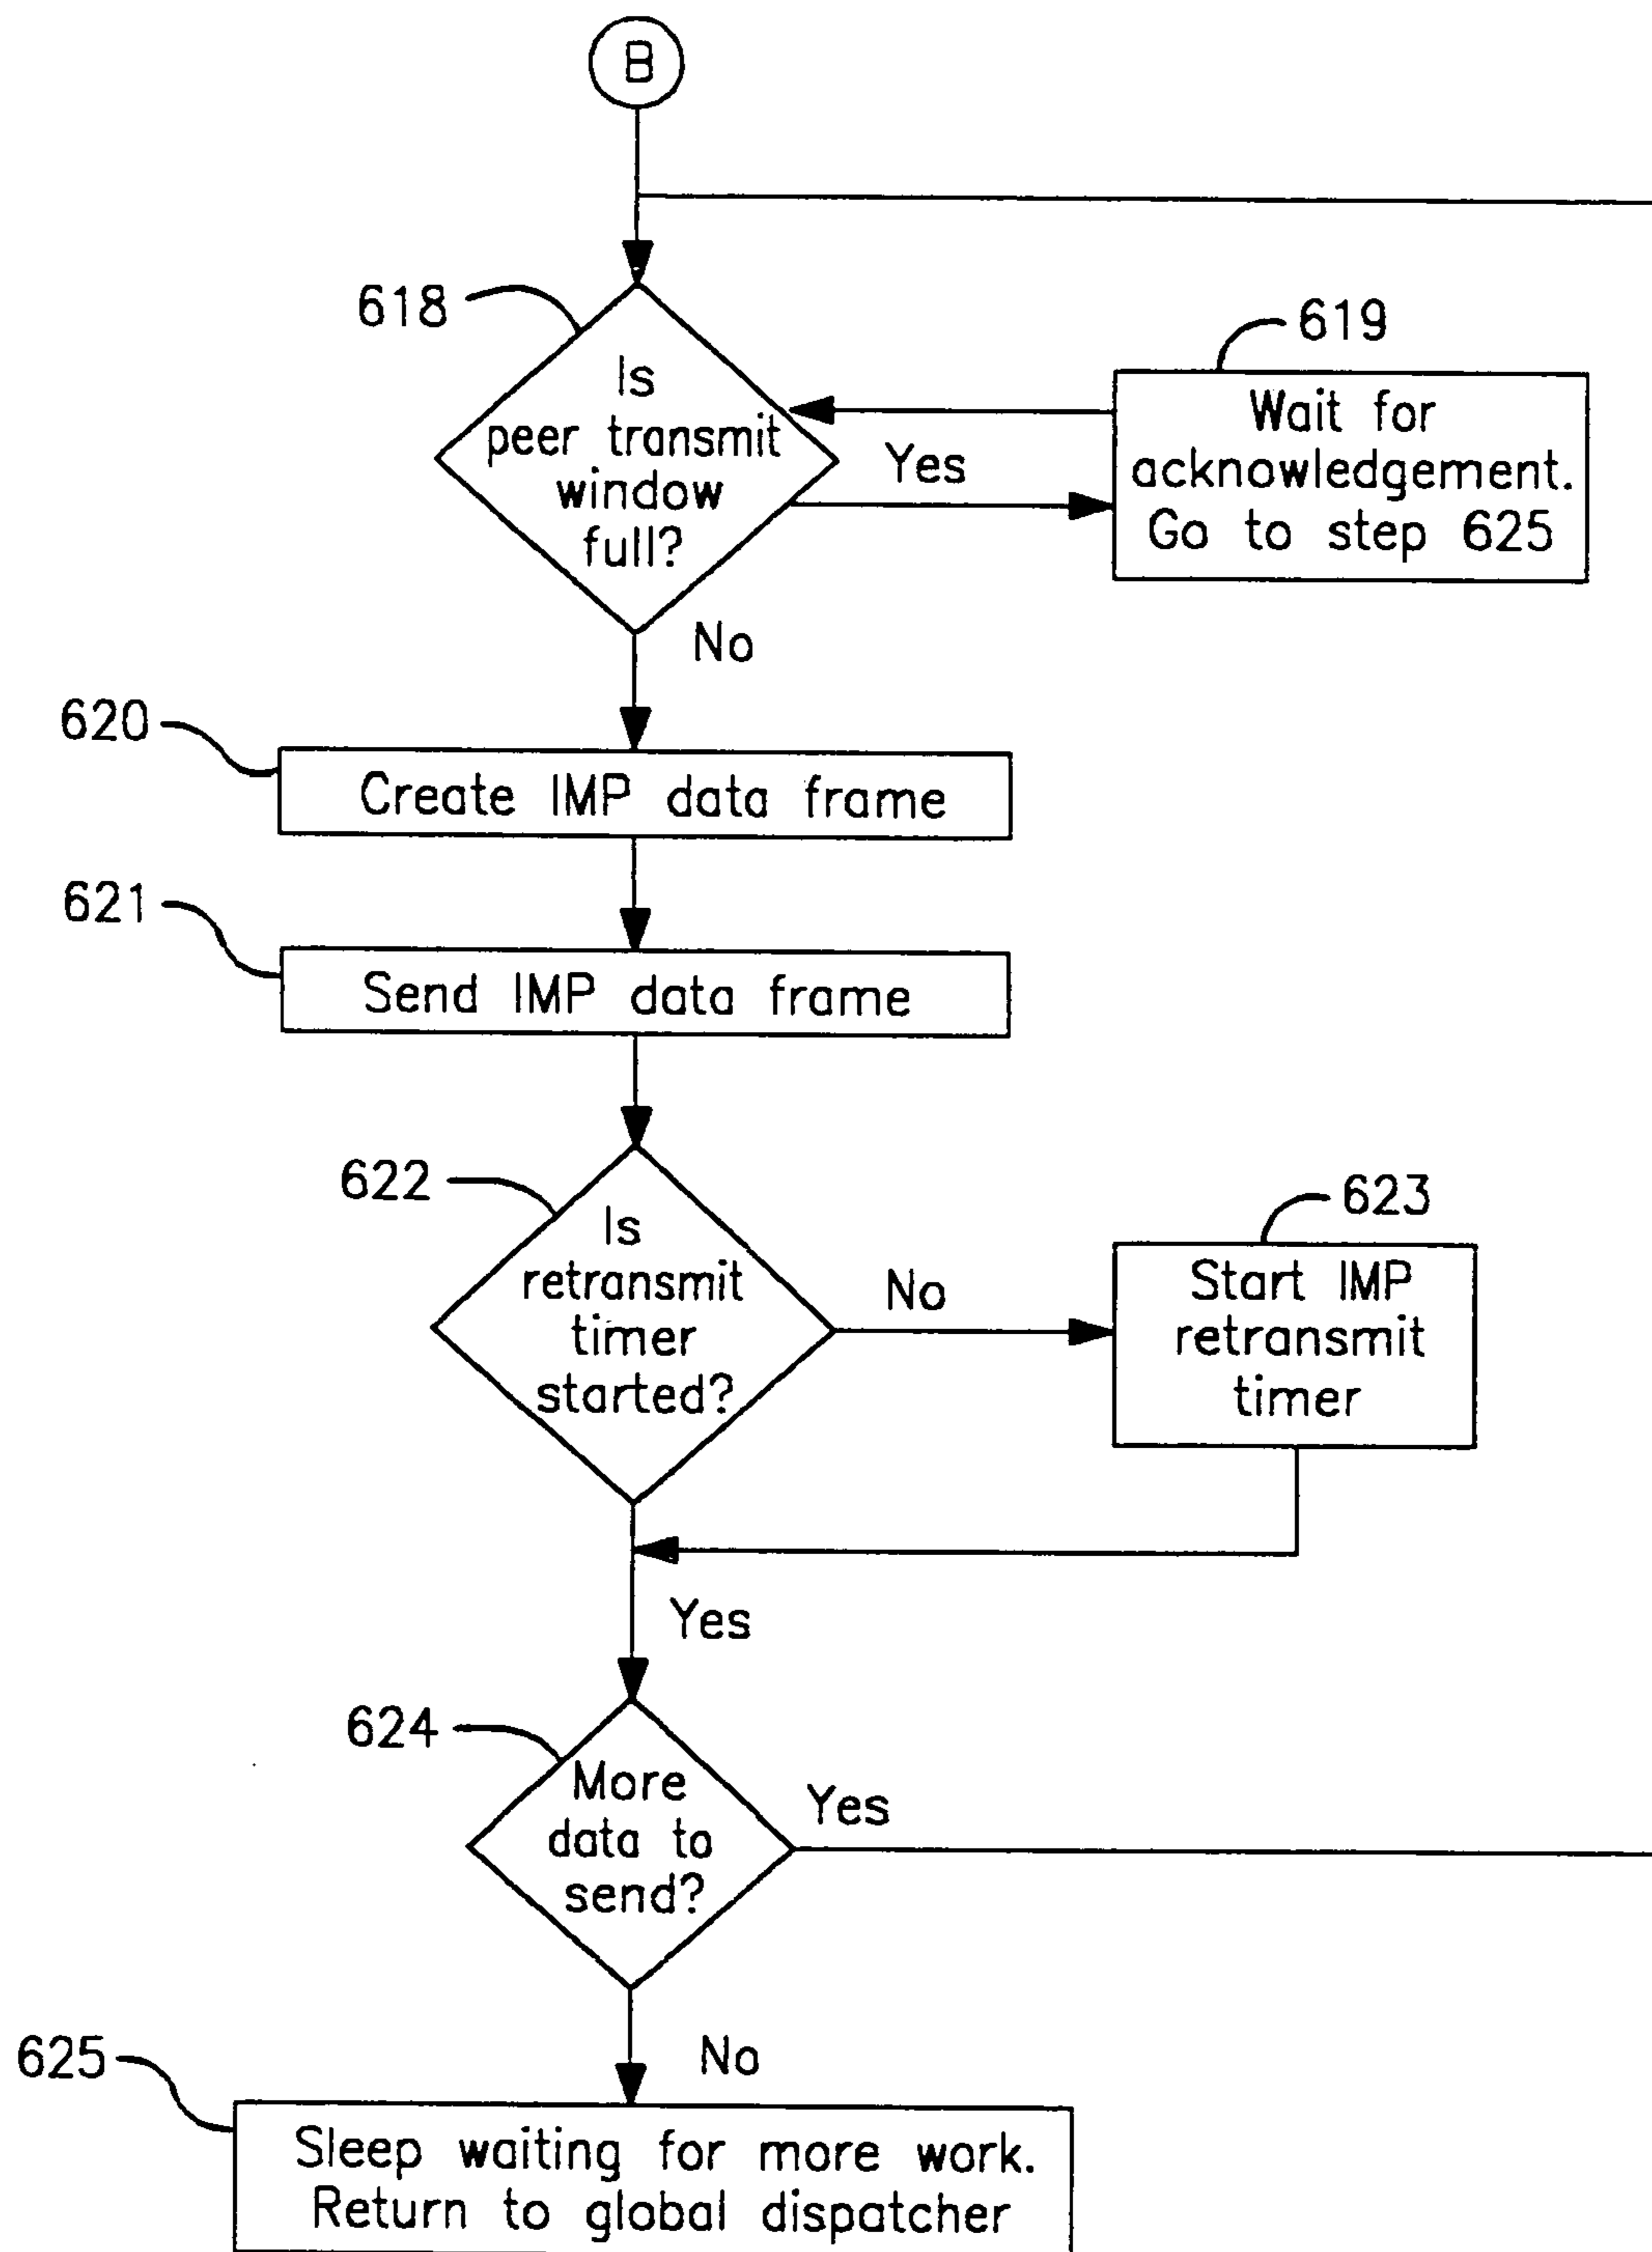 B
618
Is
peer transmit
window
full?
Yes
619
Wait for
acknowledgement.
Go to step 625
No
620
Create IMP data frame
621
Send IMP data frame
622
Is
retransmit
timer
started?
No
623
Start IMP
retransmit
timer
Yes
624
More
data to
send?
Yes
No
625
Sleep waiting for more work.
Return to global dispatcher